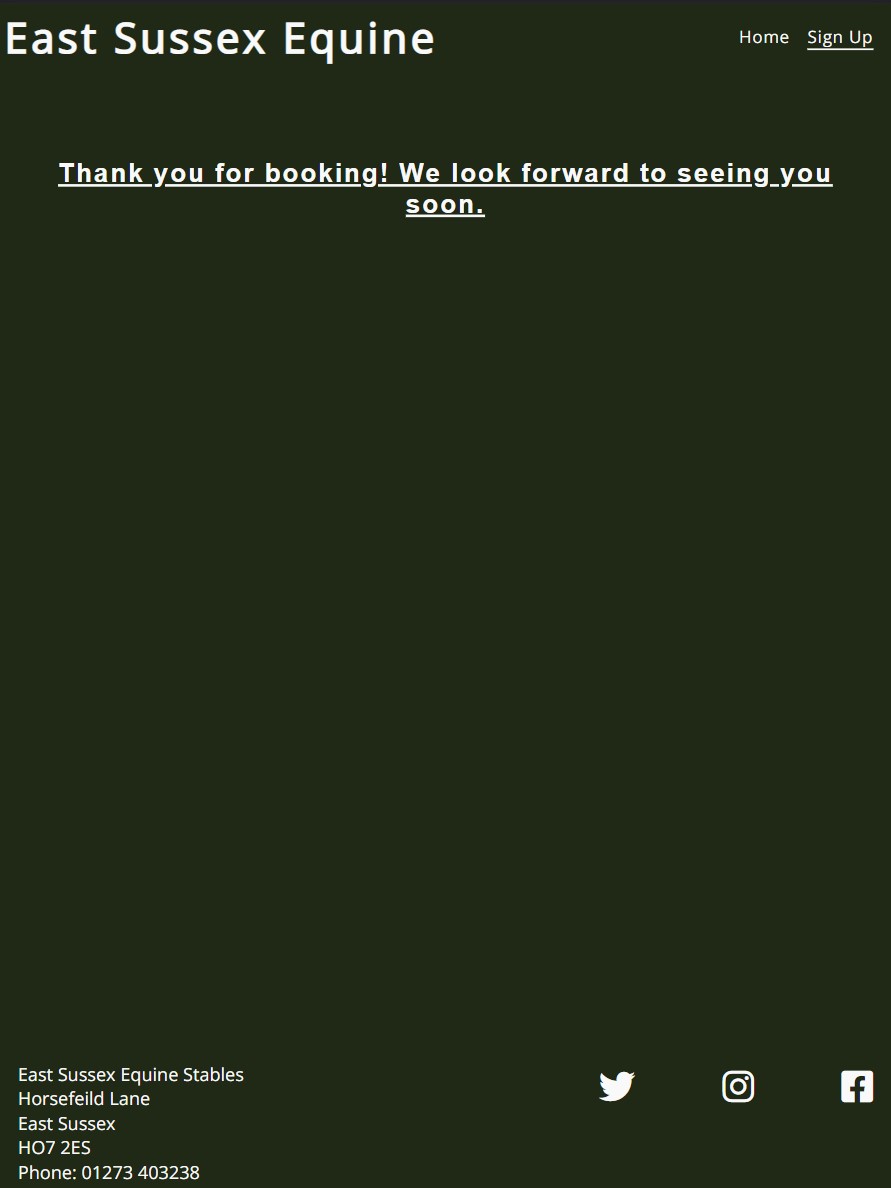 East Sussex Equine
Home Sign Up
Thank you for booking! We look forward to seeing you
soon.
East Sussex Equine Stables
Horsefeild Lane
East Sussex
HO7 2ES
Phone: 01273 403238